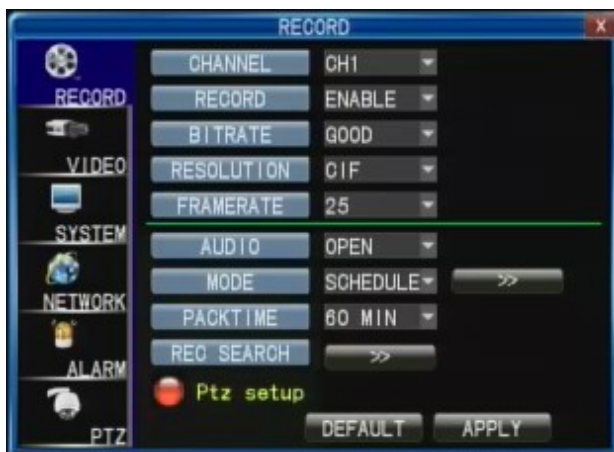 RECORD
RECORD
VIDEO
SYSTEM
NETWORK
ALARM
PTZ
CHANNEL CH1
RECORD ENABLE
BITRATE GOOD
RESOLUTION CIF
FRAMERATE 25
AUDIO OPEN
MODE SCHEDULE >>
PACKTIME 60 MIN
REC SEARCH >>
Ptz setup
DEFAULT APPLY